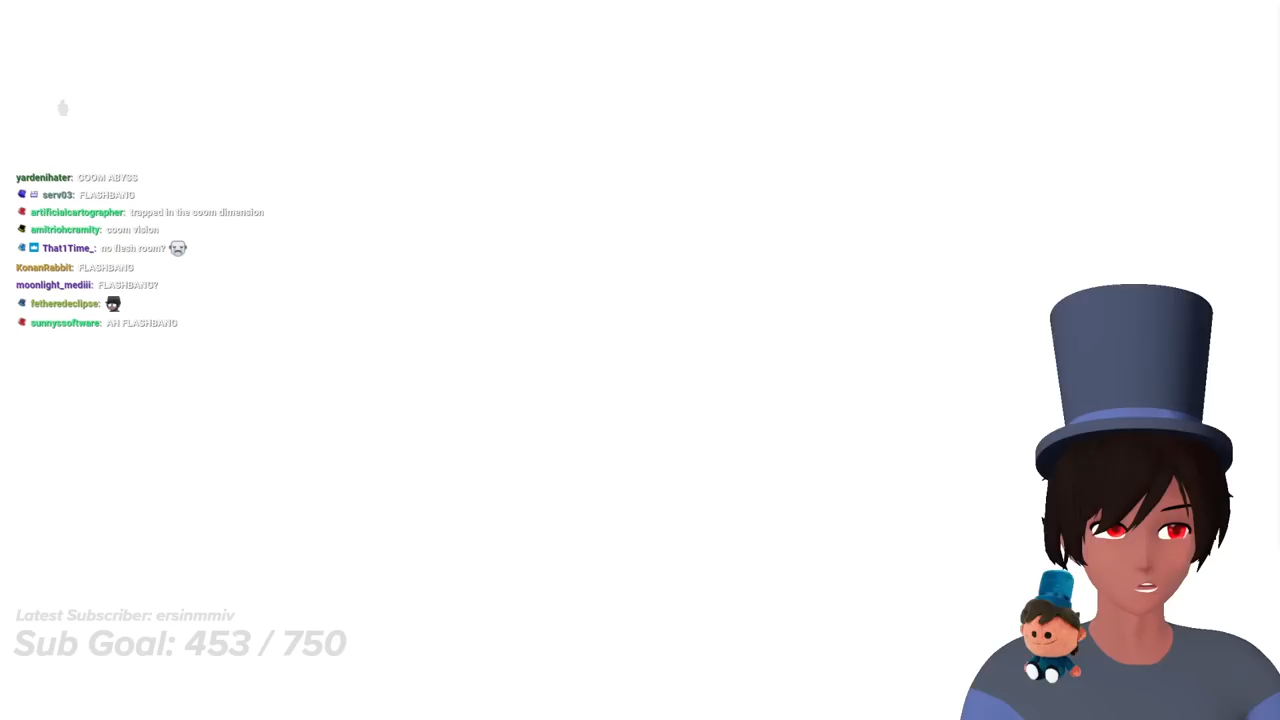 yardenihater: COOM ABYSS
serv03: FLASHBANG
artificialcartographer: trapped in the coom dimension
amitriohcramity: coom vision
That1Time_: no flesh room?
KonanRabbit: FLASHBANG
moonlight_mediii: FLASHBANG?
fetheredeclipse:
sunnyssoftware: AH FLASHBANG
Latest Subscriber: ersinmmiv
Sub Goal: 453 / 750